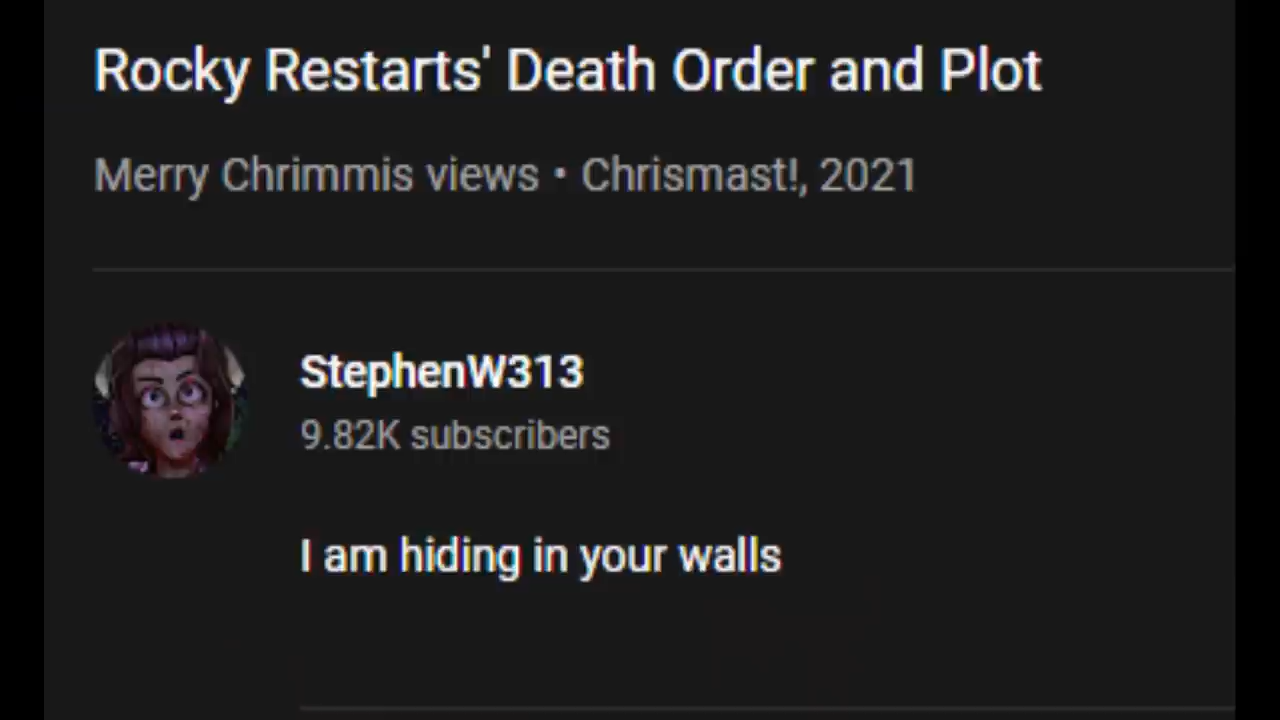 Rocky Restarts' Death Order and Plot
Merry Chrimmis views • Chrismast!, 2021
StephenW313
9.82K subscribers
I am hiding in your walls